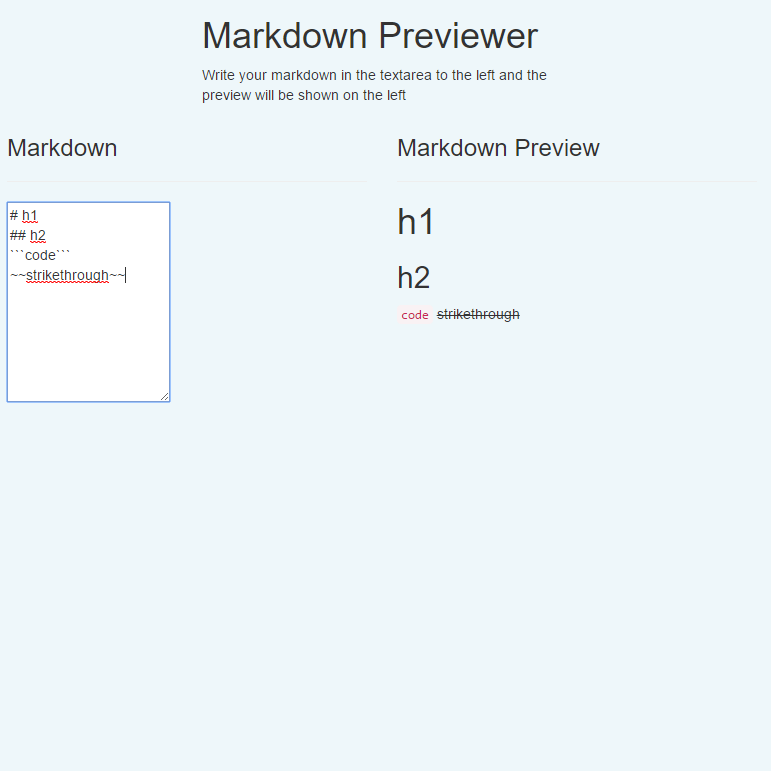 Markdown Previewer
Write your markdown in the textarea to the left and the
preview will be shown on the left
Markdown
# h1
## h2
```code```
~~strikethrough~~
Markdown Preview
h1
h2
code strikethrough